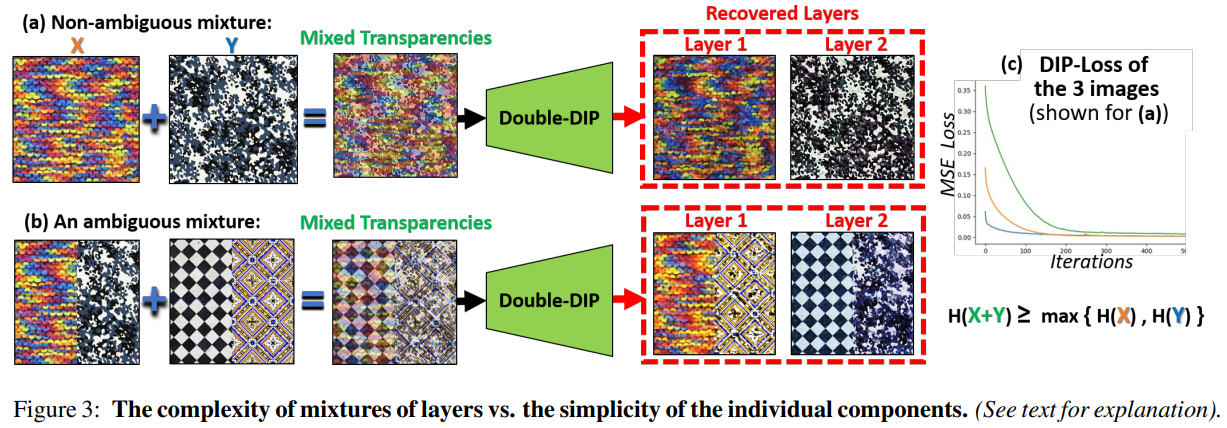 (a) Non-ambiguous mixture:
X
Y
+
=
Mixed Transparencies
Double-DIP
Recovered Layers
Layer 1
Layer 2
(b) An ambiguous mixture:
+
=
Mixed Transparencies
Double-DIP
Layer 1
Layer 2
(c) DIP-Loss of
the 3 images
(shown for (a))
MSE Loss
0.35
0.30
0.25
0.20
0.15
0.10
0.05
0.00
0
100
200
300
400
500
Iterations
H(X+Y) ≥ max { H(X) , H(Y) }
Figure 3: The complexity of mixtures of layers vs. the simplicity of the individual components. (See text for explanation).